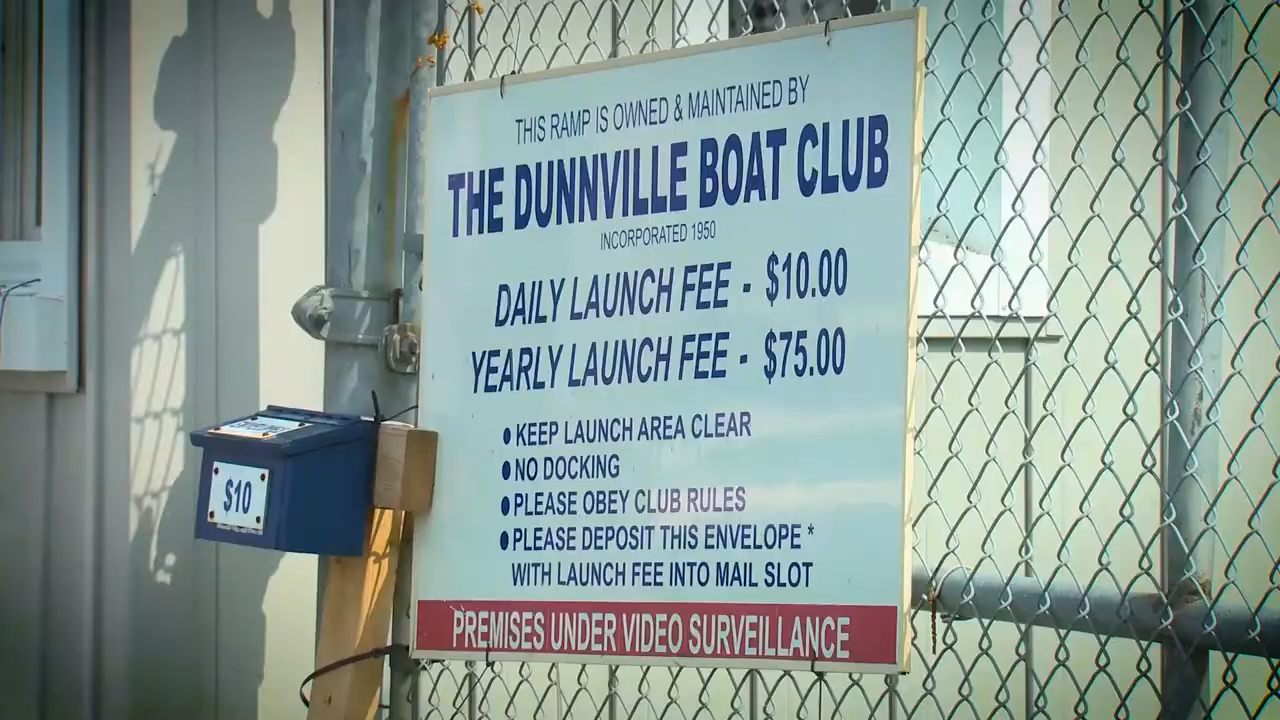 THIS RAMP IS OWNED & MAINTAINED BY
THE DUNNVILLE BOAT CLUB
INCORPORATED 1950
DAILY LAUNCH FEE - $10.00
YEARLY LAUNCH FEE - $75.00
● KEEP LAUNCH AREA CLEAR
● NO DOCKING
● PLEASE OBEY CLUB RULES
● PLEASE DEPOSIT THIS ENVELOPE *
WITH LAUNCH FEE INTO MAIL SLOT
PREMISES UNDER VIDEO SURVEILLANCE
$10